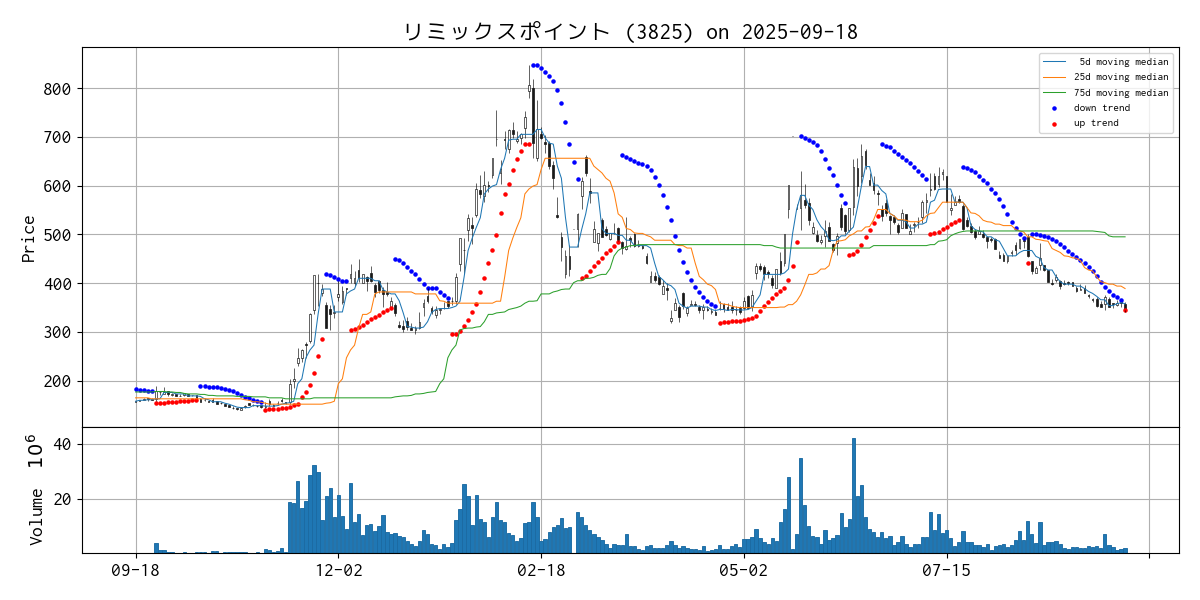 リミックスポイント (3825) on 2025-09-18
5d moving median
25d moving median
75d moving median
down trend
up trend
Price
800
700
600
500
400
300
200
Volume 10^6
40
20
09-18
12-02
02-18
05-02
07-15